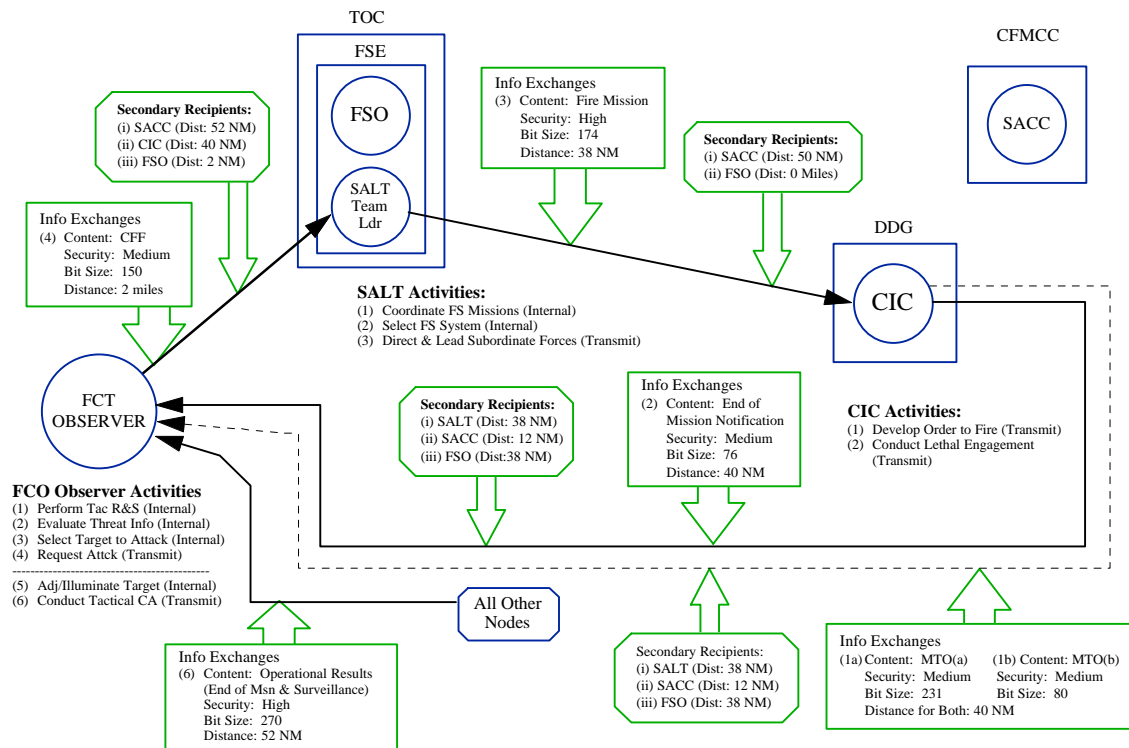 TOC
FSE
FSO
SALT
Team
Ldr
CFMCC
SACC
Secondary Recipients:
(i) SACC (Dist: 52 NM)
(ii) CIC (Dist: 40 NM)
(iii) FSO (Dist: 2 NM)
Info Exchanges
(3) Content: Fire Mission
Security: High
Bit Size: 174
Distance: 38 NM
Secondary Recipients:
(i) SACC (Dist: 50 NM)
(ii) FSO (Dist: 0 Miles)
Info Exchanges
(4) Content: CFF
Security: Medium
Bit Size: 150
Distance: 2 miles
DDG
CIC
SALT Activities:
(1) Coordinate FS Missions (Internal)
(2) Select FS System (Internal)
(3) Direct & Lead Subordinate Forces (Transmit)
FCT
OBSERVER
Secondary Recipients:
(i) SALT (Dist: 38 NM)
(ii) SACC (Dist: 12 NM)
(iii) FSO (Dist:38 NM)
Info Exchanges
(2) Content: End of
Mission Notification
Security: Medium
Bit Size: 76
Distance: 40 NM
CIC Activities:
(1) Develop Order to Fire (Transmit)
(2) Conduct Lethal Engagement
(Transmit)
FCO Observer Activities
(1) Perform Tac R&S (Internal)
(2) Evaluate Threat Info (Internal)
(3) Select Target to Attack (Internal)
(4) Request Attck (Transmit)
(5) Adj/Illuminate Target (Internal)
(6) Conduct Tactical CA (Transmit)
All Other
Nodes
Info Exchanges
(6) Content: Operational Results
(End of Msn & Surveillance)
Security: High
Bit Size: 270
Distance: 52 NM
Secondary Recipients:
(i) SALT (Dist: 38 NM)
(ii) SACC (Dist: 12 NM)
(iii) FSO (Dist: 38 NM)
Info Exchanges
(1a) Content: MTO(a) (1b) Content: MTO(b)
Security: Medium Security: Medium
Bit Size: 231 Bit Size: 80
Distance for Both: 40 NM